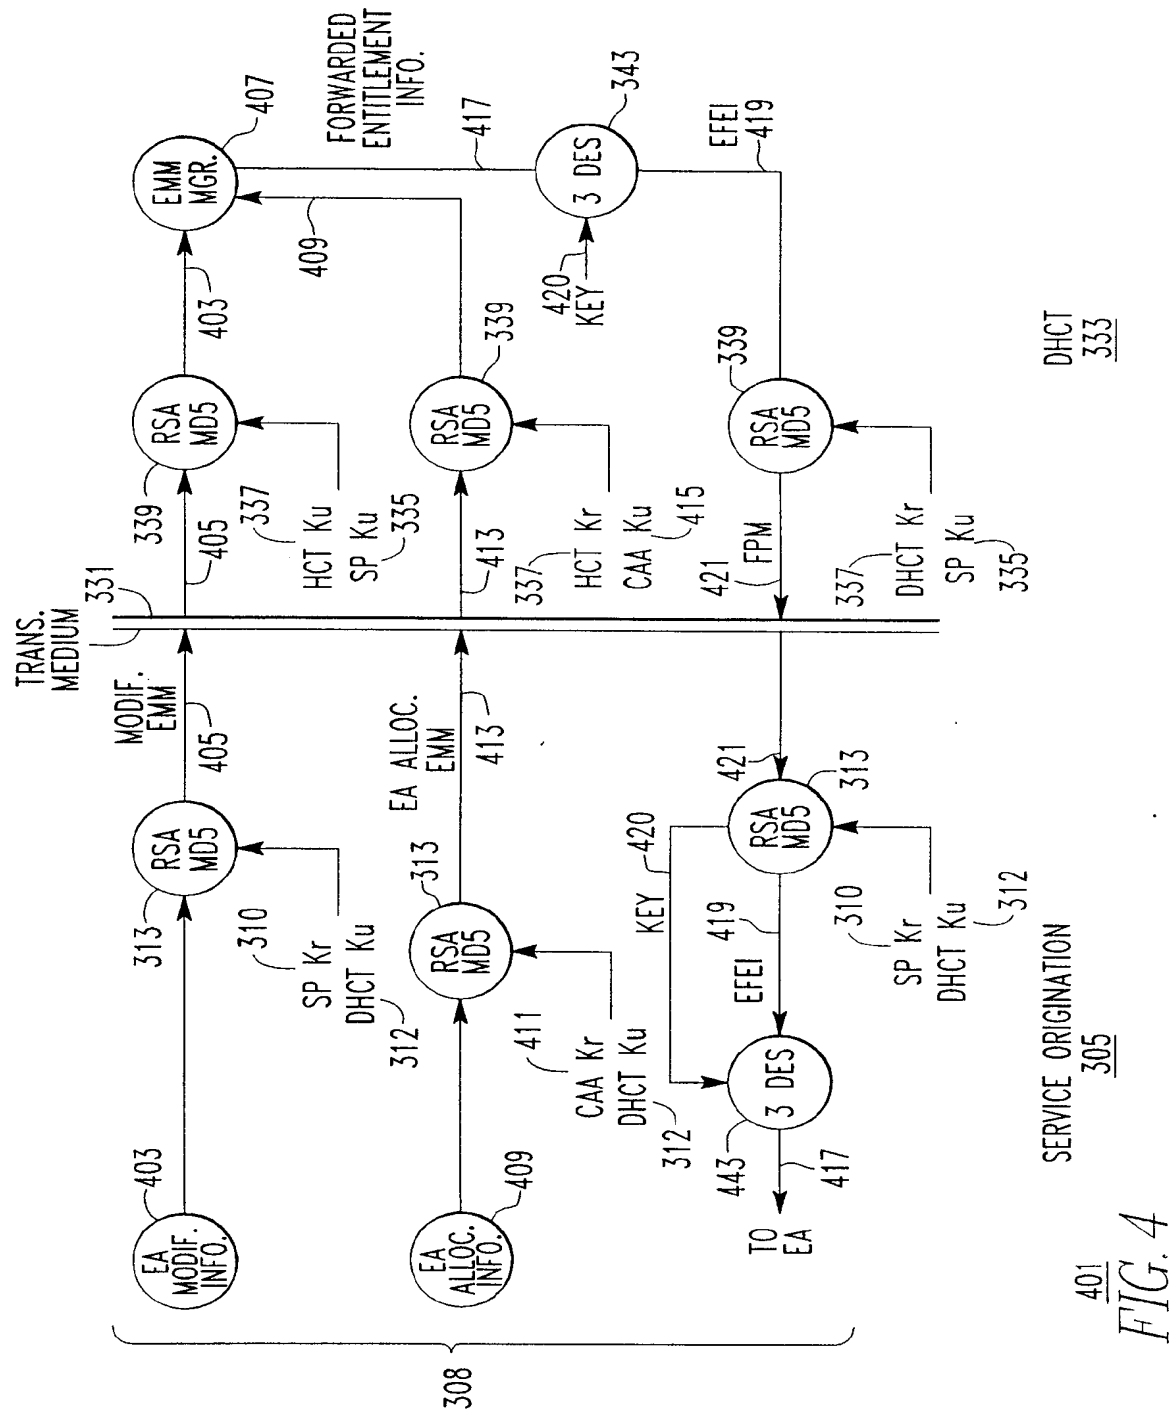 308
EA
MODIF.
INFO.
403
313
RSA
MD5
310
SP Kr
DHCT Ku
312
MODIF.
EMM
405
TRANS.
MEDIUM
331
405
339
RSA
MD5
337
HCT Ku
SP Ku
335
403
EMM
MGR.
407
EA
ALLOC.
INFO.
409
313
RSA
MD5
411
CAA Kr
DHCT Ku
312
EA ALLOC.
EMM
413
413
339
RSA
MD5
337
HCT Kr
CAA Ku
415
409
FORWARDED
ENTITLEMENT
INFO.
417
3 DES
343
420
KEY
EFEI
419
339
RSA
MD5
337
DHCT Kr
SP Ku
335
421
FPM
421
313
RSA
MD5
310
SP Kr
DHCT Ku
312
KEY
420
419
EFEI
3 DES
443
417
TO
EA
SERVICE ORIGINATION
305
DHCT
333
401
FIG. 4